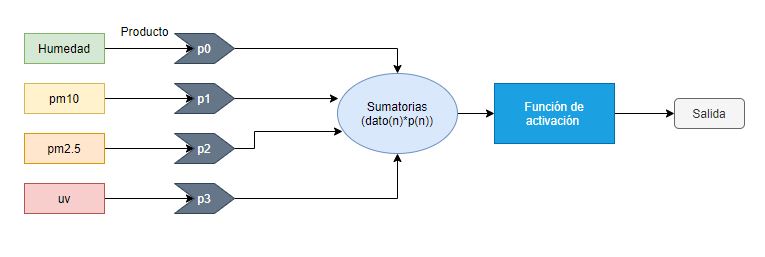 Producto
Humedad
p0
pm10
p1
Sumatorias
(dato(n)*p(n))
Función de
activación
Salida
pm2.5
p2
uv
p3